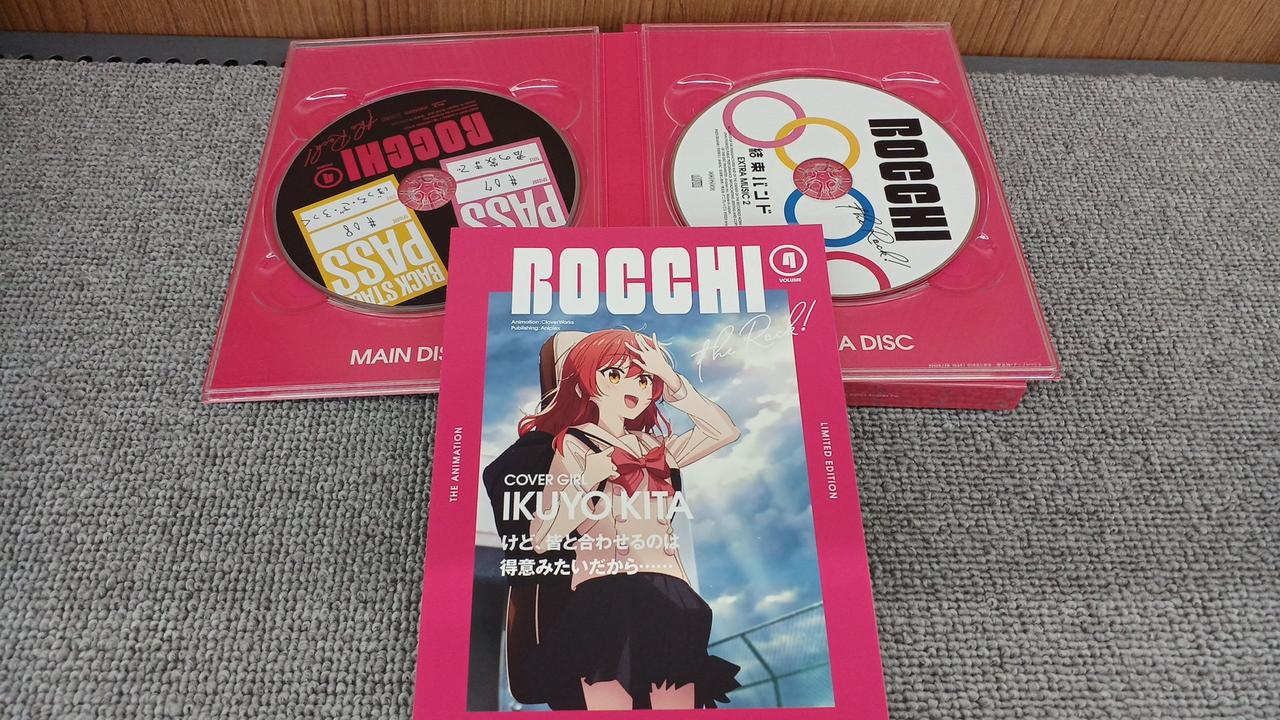 BOCCHI
the Rock!
4
BACK STA
PASS
#08
PASS
#07
MAIN DIS
BOCCHI
the Rock!
結束バンド
EXTRA MUSIC 2
A DISC
BOCCHI
the Rock!
4
VOLUME
Animation: CloverWorks
Publishing: Aniplex
THE ANIMATION
LIMITED EDITION
COVER GIRL
IKUYO KITA
けど、皆と合わせるのは
得意みたいだから……